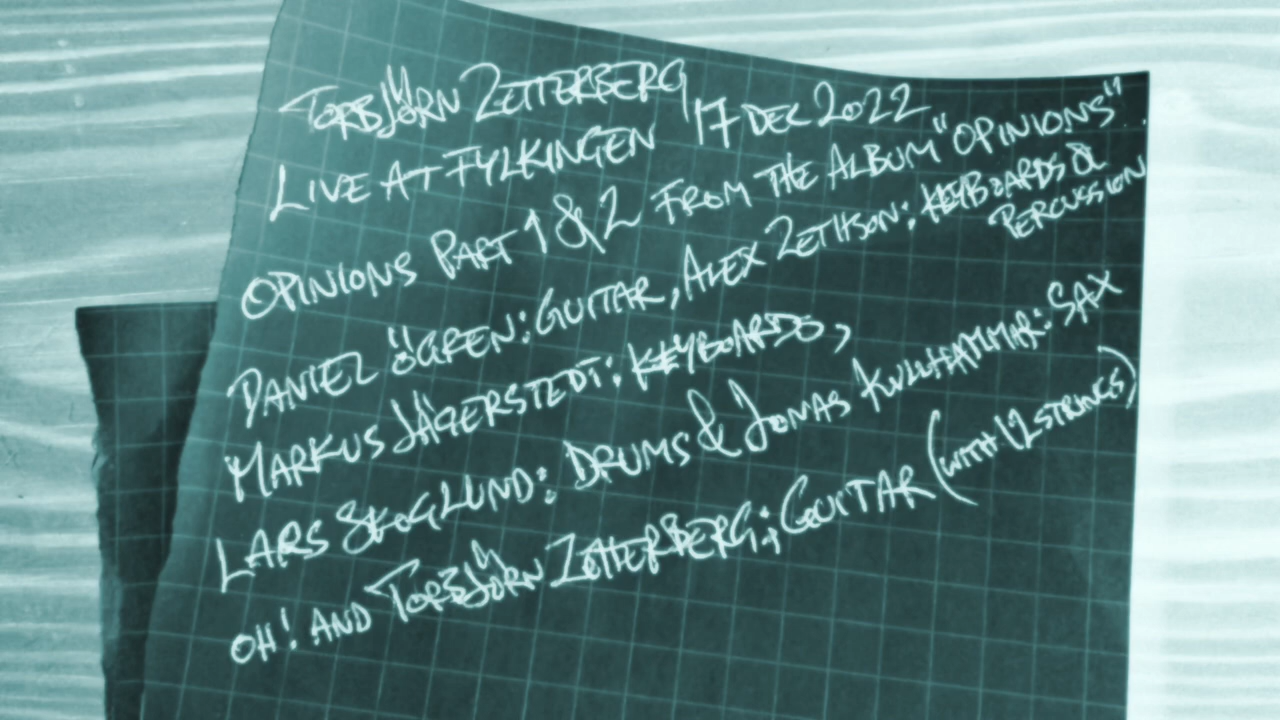 TORBJÖRN ZETTERBERG
LIVE AT FYLKINGEN 17 DEC 2022
OPINIONS PART 1 & 2 FROM THE ALBUM "OPINIONS"
DANIEL ÖGREN: GUITAR, ALEX ZETHSON: KEYBOARDS &
PERCUSSION
MARKUS JÄGERSTEDT: KEYBOARDS,
LARS SKOGLUND: DRUMS & JONAS KULLHAMMAR: SAX
OH! AND TORBJÖRN ZETTERBERG: GUITAR (WITH 12 STRINGS)